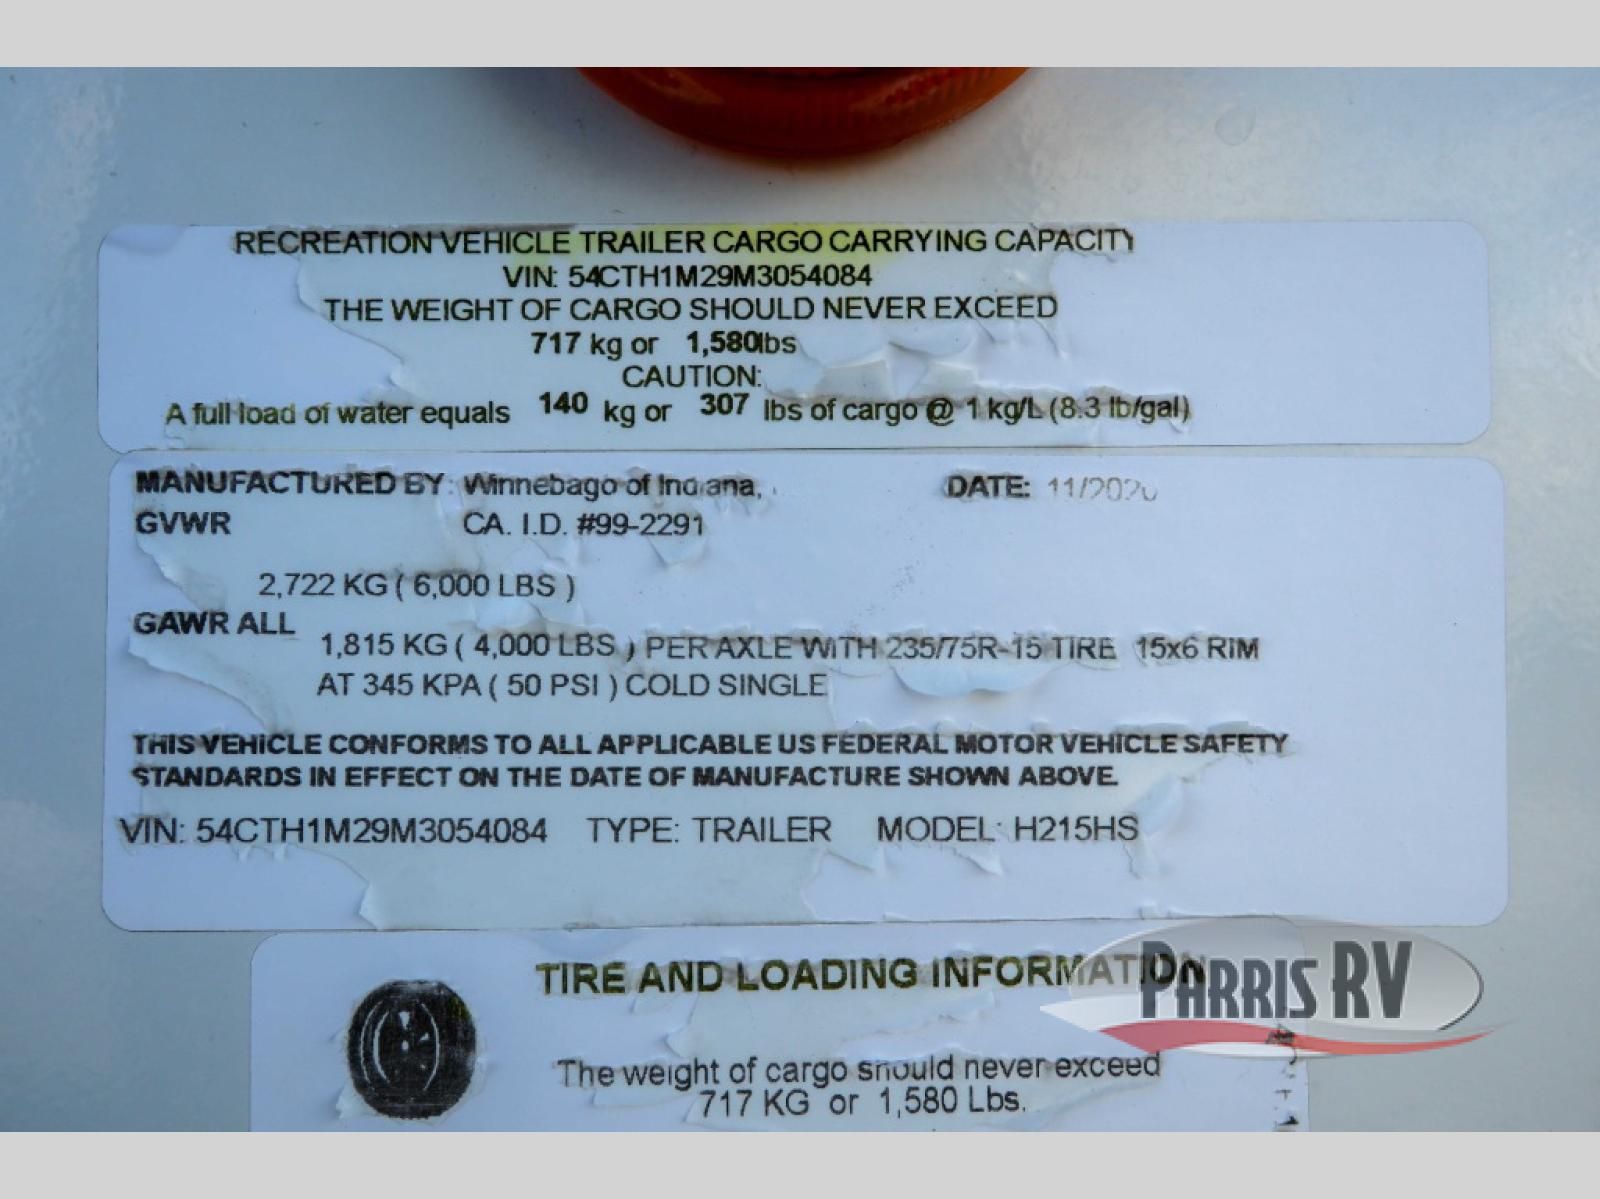 RECREATION VEHICLE TRAILER CARGO CARRYING CAPACITY
VIN: 54CTH1M29M3054084
THE WEIGHT OF CARGO SHOULD NEVER EXCEED
717 kg or 1,580lbs
CAUTION:
A full load of water equals 140 kg or 307 lbs of cargo @ 1 kg/L (8.3 lb/gal)
MANUFACTURED BY: Winnebago of Indiana, DATE: 11/2020
GVWR CA. I.D. #99-2291
2,722 KG ( 6,000 LBS )
GAWR ALL
1,815 KG ( 4,000 LBS ) PER AXLE WITH 235/75R-15 TIRE 15x6 RIM
AT 345 KPA ( 50 PSI ) COLD SINGLE
THIS VEHICLE CONFORMS TO ALL APPLICABLE US FEDERAL MOTOR VEHICLE SAFETY
STANDARDS IN EFFECT ON THE DATE OF MANUFACTURE SHOWN ABOVE.
VIN: 54CTH1M29M3054084 TYPE: TRAILER MODEL: H215HS
TIRE AND LOADING INFORMATION
PARRIS RV
The weight of cargo should never exceed
717 KG or 1,580 Lbs.